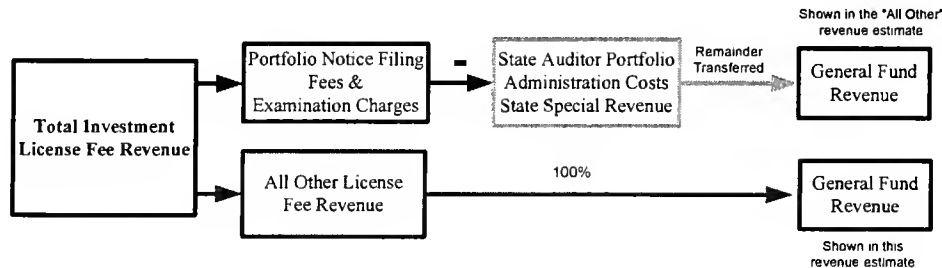 Shown in the "All Other"
revenue estimate
Portfolio Notice Filing
Fees &
Examination Charges
-
State Auditor Portfolio
Administration Costs
State Special Revenue
Remainder
Transferred
General Fund
Revenue
Total Investment
License Fee Revenue
All Other License
Fee Revenue
100%
General Fund
Revenue
Shown in this
revenue estimate